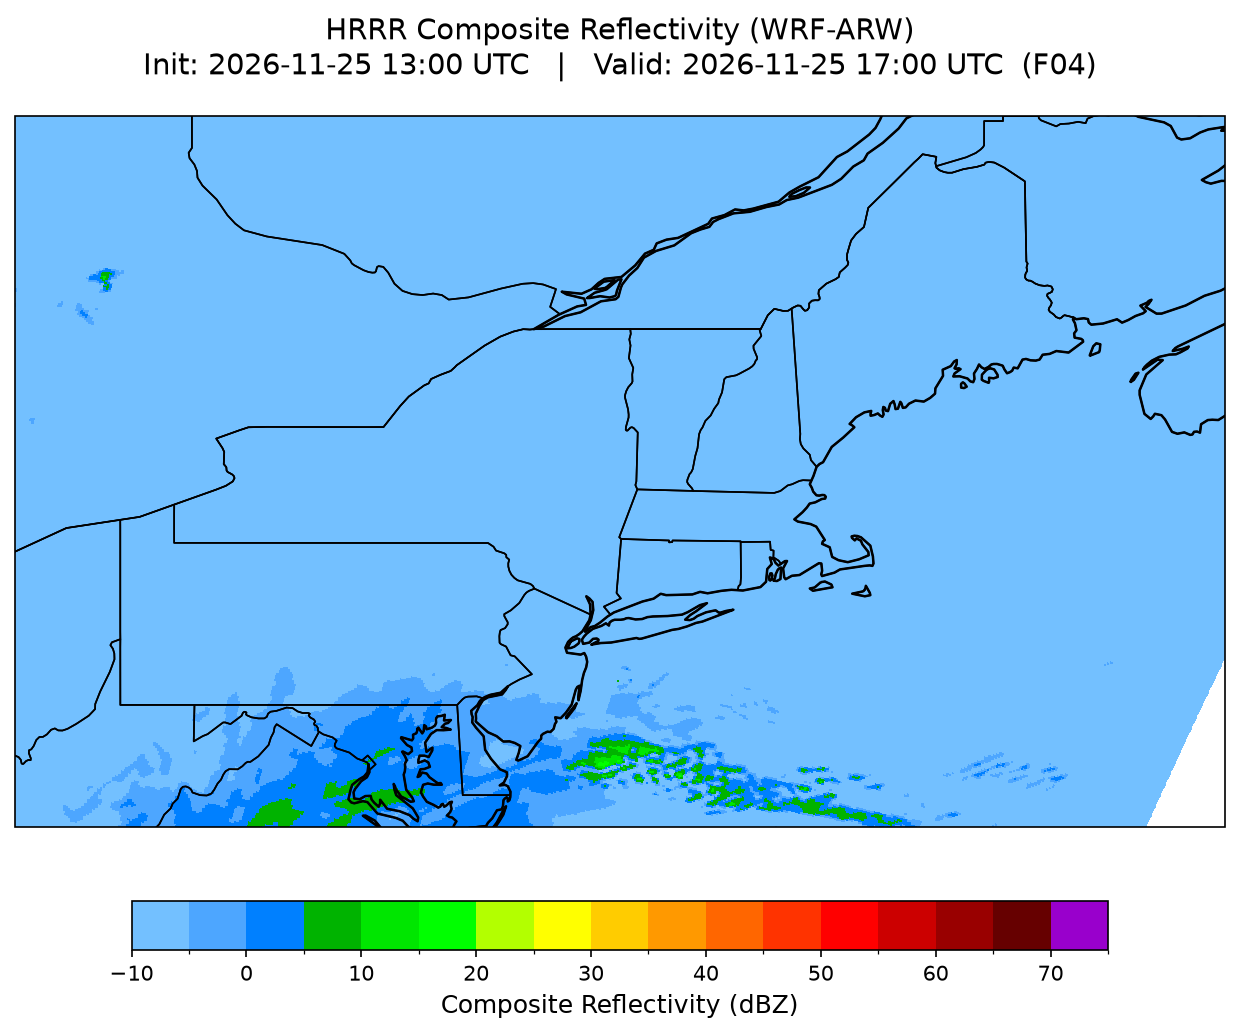 HRRR Composite Reflectivity (WRF-ARW)
Init: 2026-11-25 13:00 UTC   |   Valid: 2026-11-25 17:00 UTC  (F04)
−10 0 10 20 30 40 50 60 70
Composite Reflectivity (dBZ)